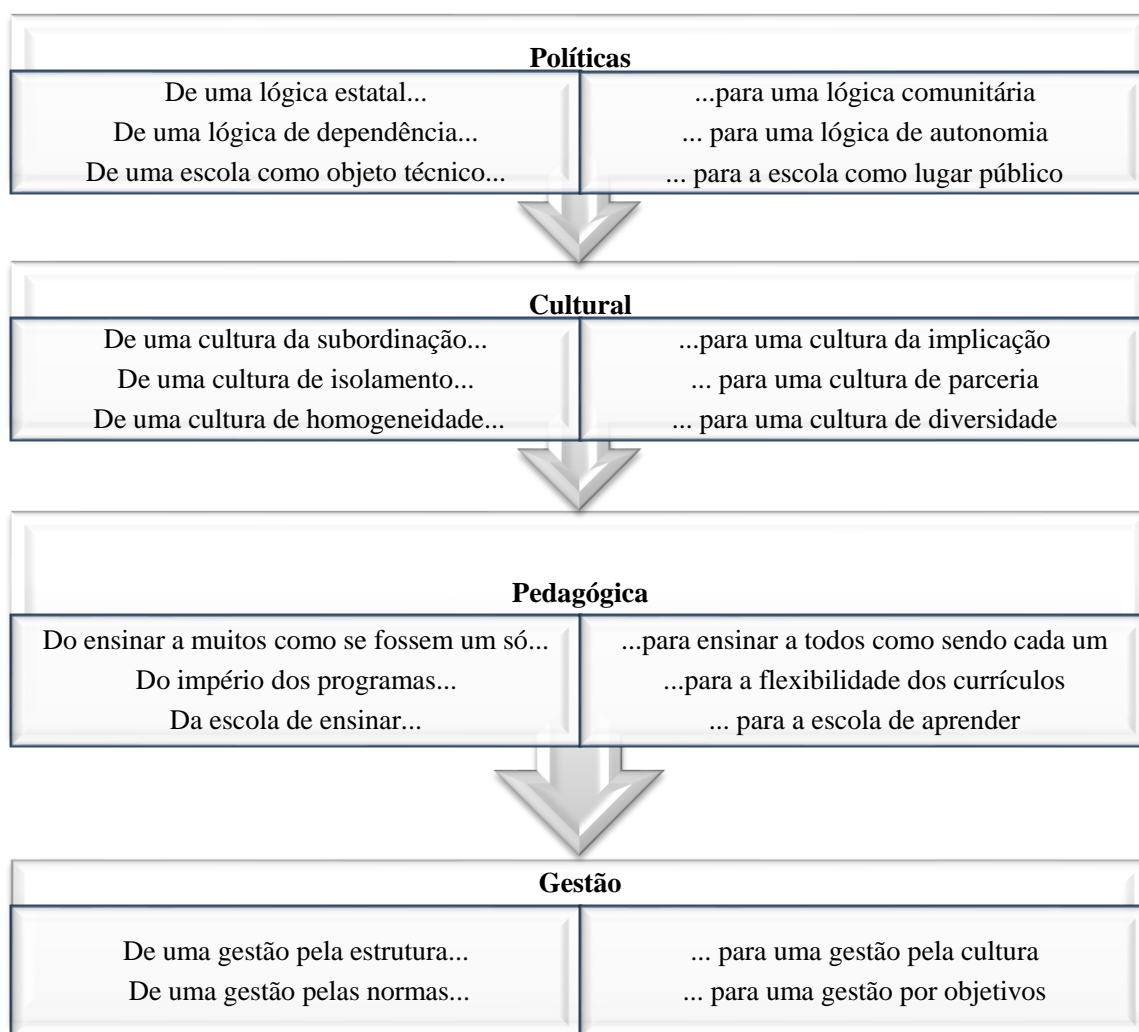 Políticas
De uma lógica estatal...
De uma lógica de dependência...
De uma escola como objeto técnico...
...para uma lógica comunitária
... para uma lógica de autonomia
... para a escola como lugar público
Cultural
De uma cultura da subordinação...
De uma cultura de isolamento...
De uma cultura de homogeneidade...
...para uma cultura da implicação
... para uma cultura de parceria
... para uma cultura de diversidade
Pedagógica
Do ensinar a muitos como se fossem um só...
Do império dos programas...
Da escola de ensinar...
...para ensinar a todos como sendo cada um
...para a flexibilidade dos currículos
... para a escola de aprender
Gestão
De uma gestão pela estrutura...
De uma gestão pelas normas...
... para uma gestão pela cultura
... para uma gestão por objetivos